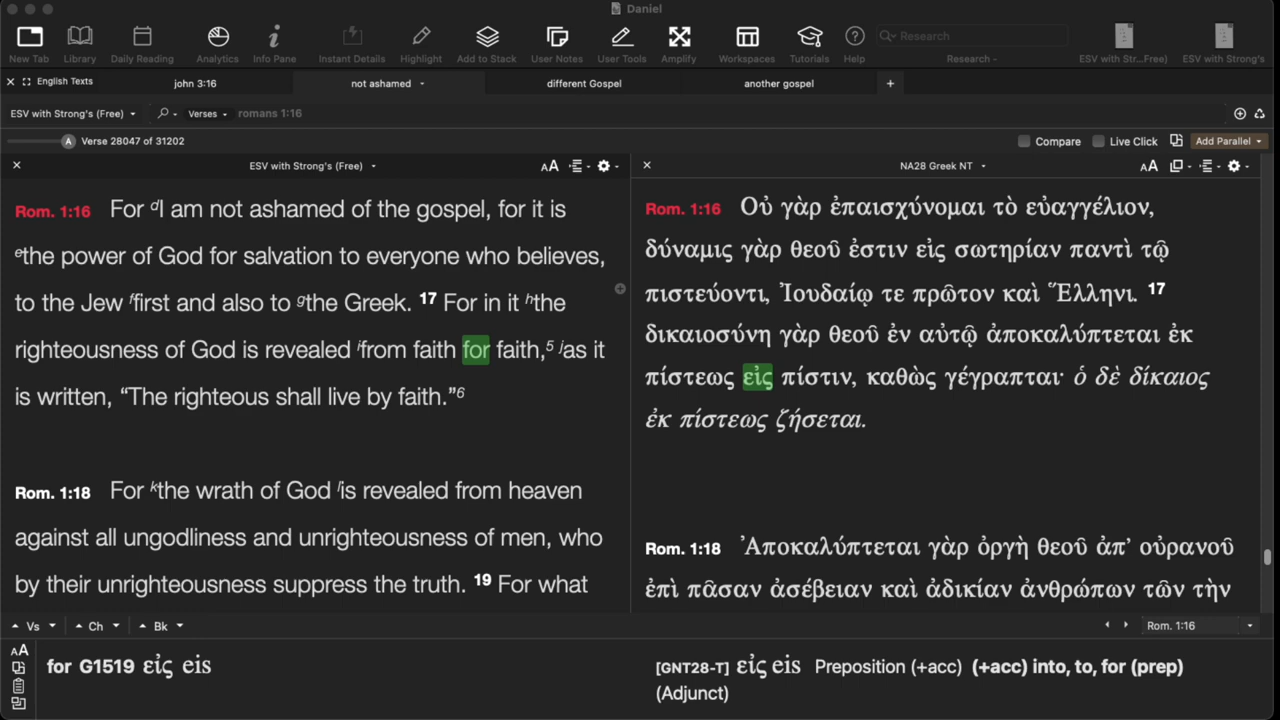 Daniel
New Tab Library Daily Reading Analytics Info Pane Instant Details Highlight Add to Stack User Notes User Tools Amplify Workspaces Tutorials Help Research Research ESV with Str...Free) ESV with Strong's
English Texts john 3:16 not ashamed different Gospel another gospel +
ESV with Strong's (Free) Verses romans 1:16
A Verse 28047 of 31202 Compare Live Click Add Parallel
ESV with Strong's (Free) AA
Rom. 1:16 For dI am not ashamed of the gospel, for it is
ethe power of God for salvation to everyone who believes,
to the Jew ffirst and also to gthe Greek. 17 For in it hthe
righteousness of God is revealed ifrom faith for faith,5 jas it
is written, “The righteous shall live by faith.”6
Rom. 1:18 For kthe wrath of God lis revealed from heaven
against all ungodliness and unrighteousness of men, who
by their unrighteousness suppress the truth. 19 For what
NA28 Greek NT AA
Rom. 1:16 Οὐ γὰρ ἐπαισχύνομαι τὸ εὐαγγέλιον,
δύναμις γὰρ θεοῦ ἐστιν εἰς σωτηρίαν παντὶ τῷ
πιστεύοντι, Ἰουδαίῳ τε πρῶτον καὶ Ἕλληνι. 17
δικαιοσύνη γὰρ θεοῦ ἐν αὐτῷ ἀποκαλύπτεται ἐκ
πίστεως εἰς πίστιν, καθὼς γέγραπται· ὁ δὲ δίκαιος
ἐκ πίστεως ζήσεται.
Rom. 1:18 Ἀποκαλύπτεται γὰρ ὀργὴ θεοῦ ἀπ’ οὐρανοῦ
ἐπὶ πᾶσαν ἀσέβειαν καὶ ἀδικίαν ἀνθρώπων τῶν τὴν
Vs Ch Bk Rom. 1:16
AA for G1519 εἰς eis
[GNT28-T] εἰς eis Preposition (+acc) (+acc) into, to, for (prep)
(Adjunct)